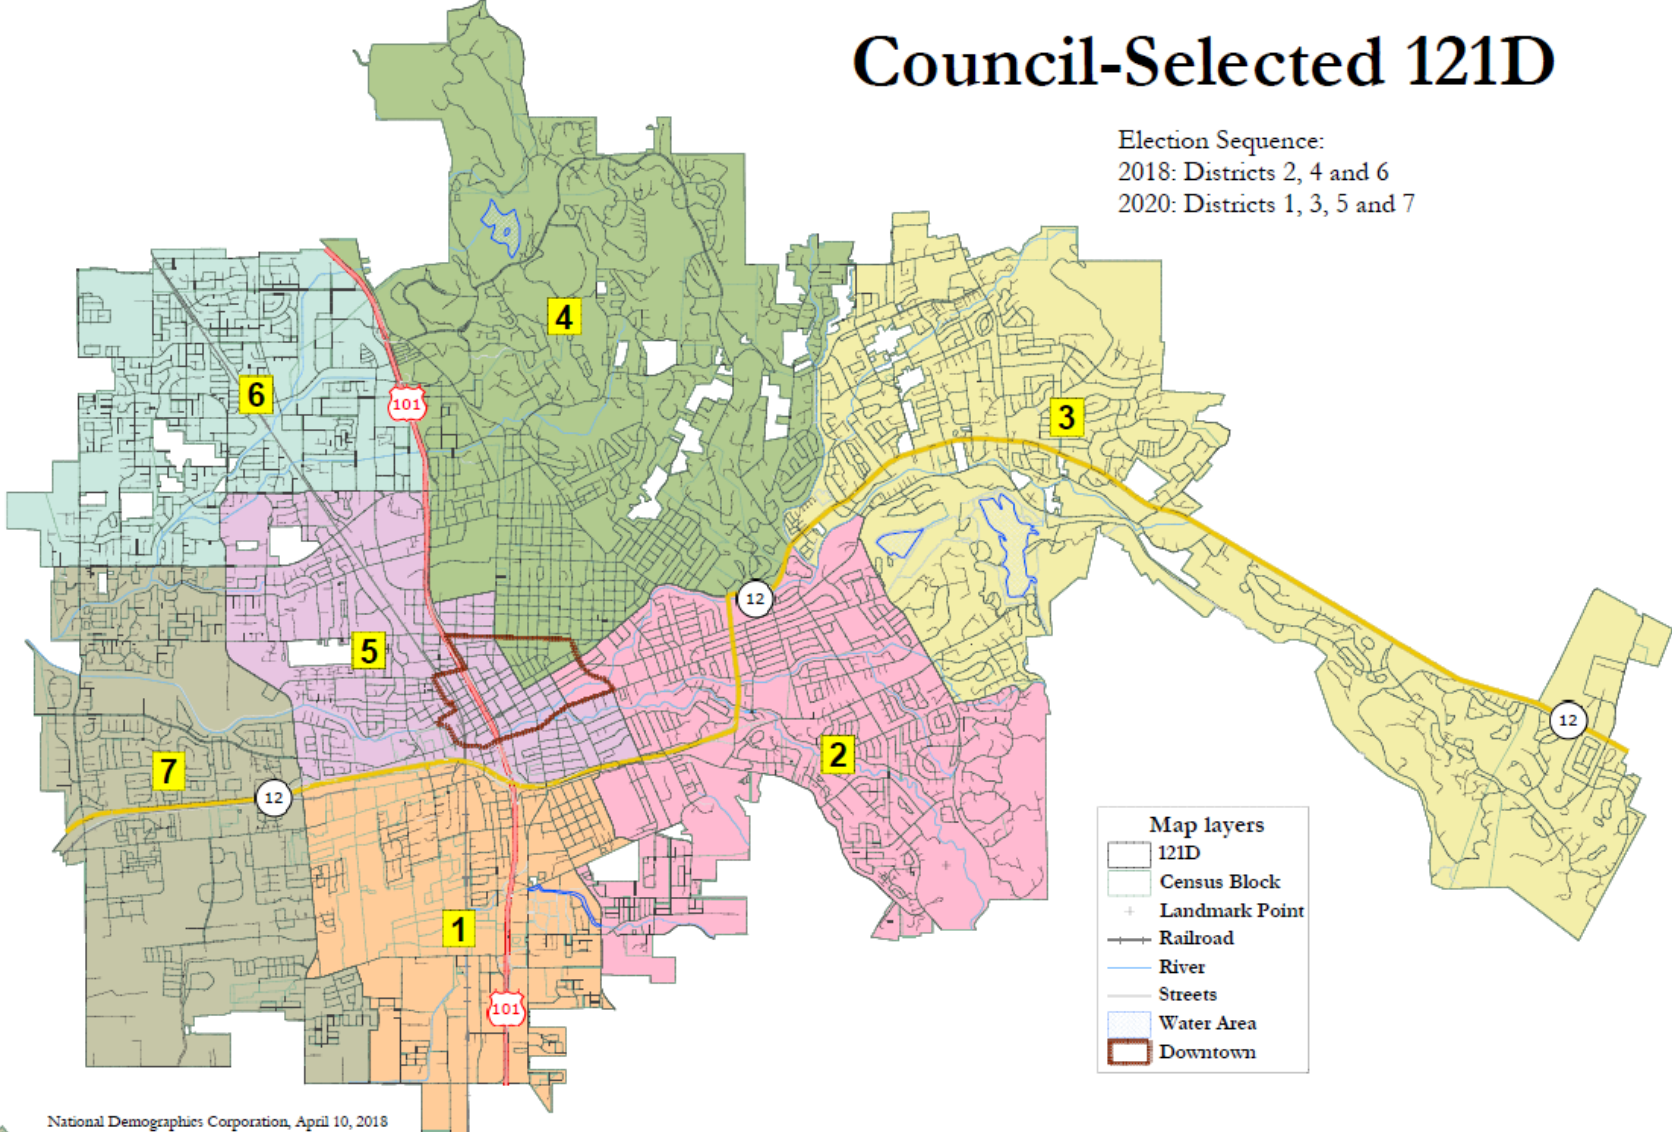 Council-Selected 121D
Election Sequence:
2018: Districts 2, 4 and 6
2020: Districts 1, 3, 5 and 7
4
6
101
3
12
5
12
2
7
12
1
101
Map layers
121D
Census Block
Landmark Point
Railroad
River
Streets
Water Area
Downtown
National Demographics Corporation, April 10, 2018